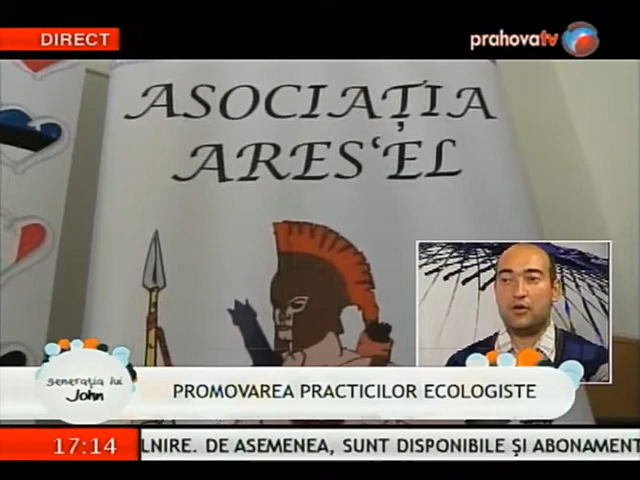 DIRECT
prahovatv
ASOCIAȚIA
ARES'EL
generația lui
John
PROMOVAREA PRACTICILOR ECOLOGISTE
17:14
LNIRE. DE ASEMENEA, SUNT DISPONIBILE ȘI ABONAMENT